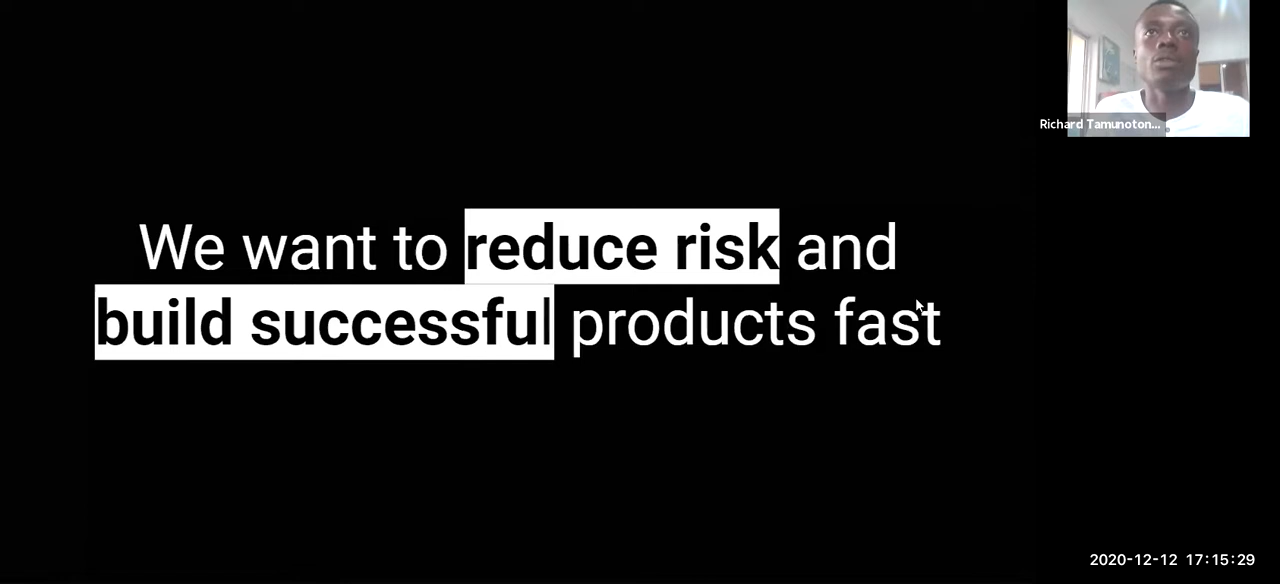 Richard Tamunoton...
We want to reduce risk and
build successful products fast
2020-12-12 17:15:29